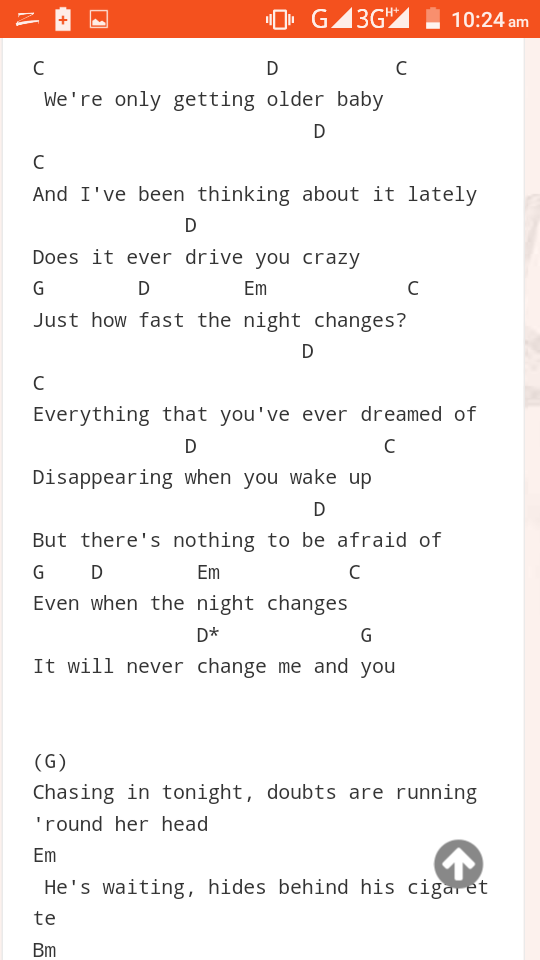 G 3G H+ 10:24 am
C D C
We're only getting older baby
D
C
And I've been thinking about it lately
D
Does it ever drive you crazy
G D Em C
Just how fast the night changes?
D
C
Everything that you've ever dreamed of
D C
Disappearing when you wake up
D
But there's nothing to be afraid of
G D Em C
Even when the night changes
D* G
It will never change me and you
(G)
Chasing in tonight, doubts are running
'round her head
Em
He's waiting, hides behind his cigaret
te
Bm